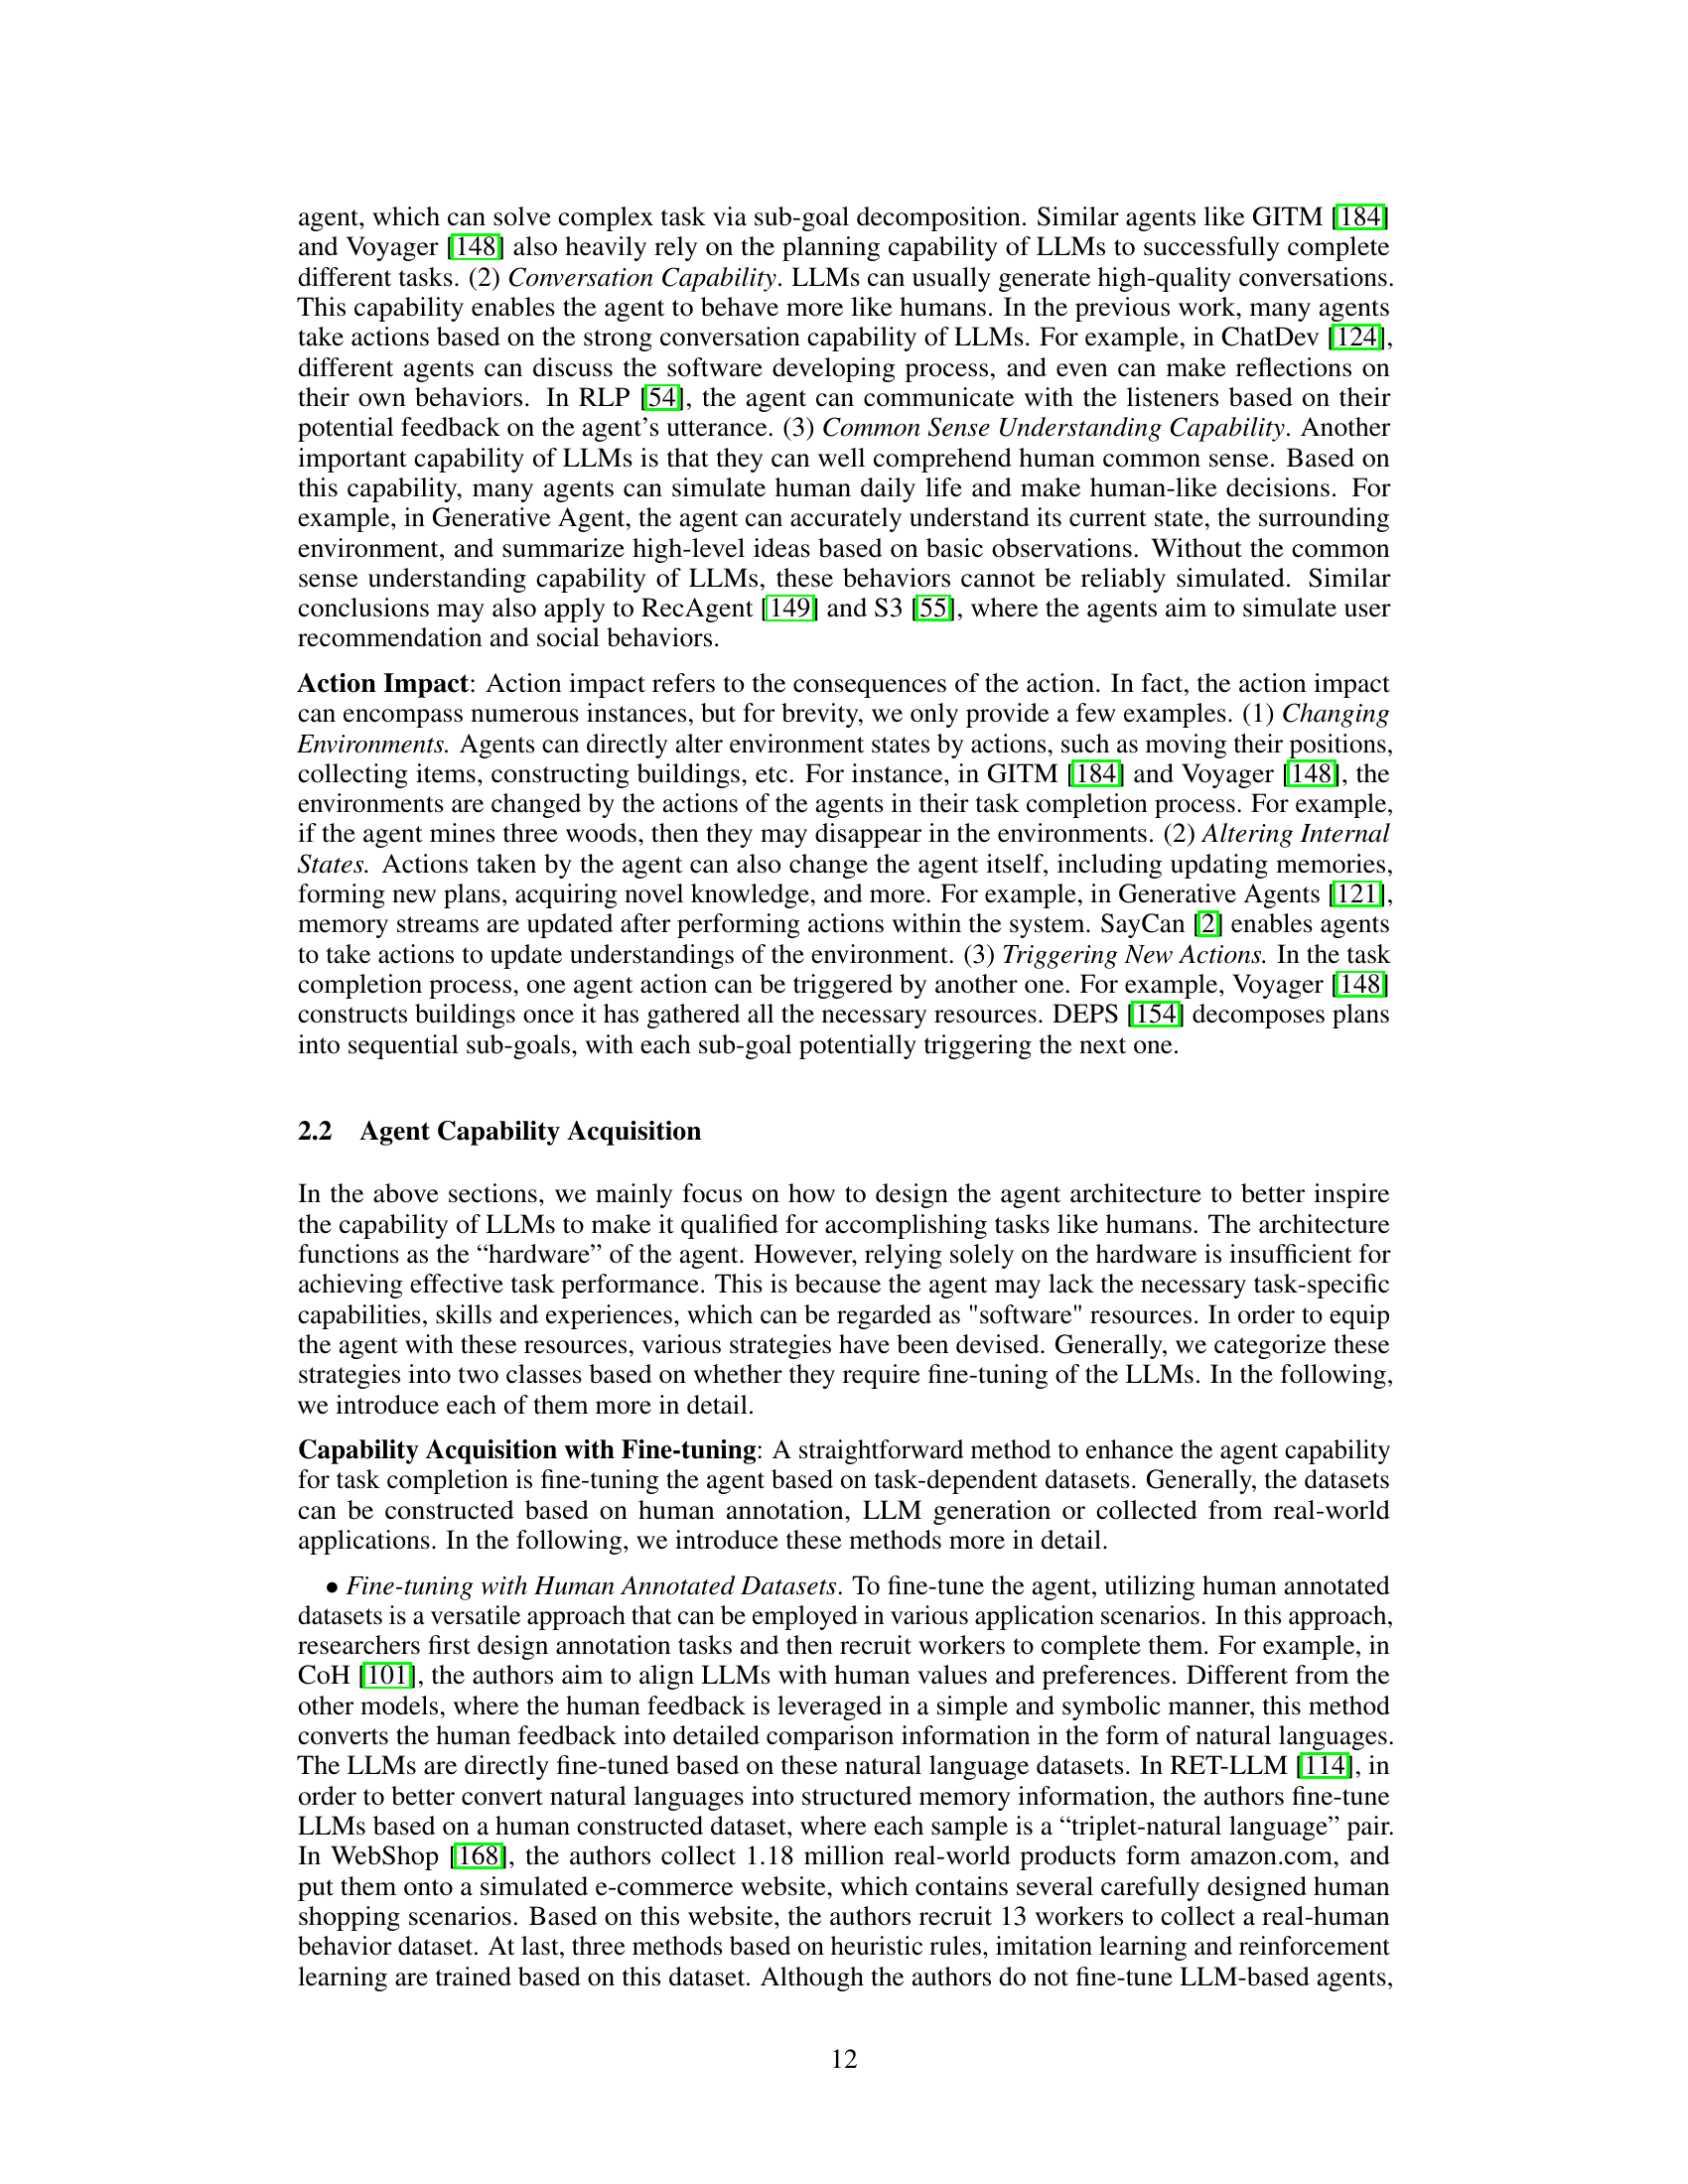 agent, which can solve complex task via sub-goal decomposition. Similar agents like GITM [184]
and Voyager [148] also heavily rely on the planning capability of LLMs to successfully complete
different tasks. (2) Conversation Capability. LLMs can usually generate high-quality conversations.
This capability enables the agent to behave more like humans. In the previous work, many agents
take actions based on the strong conversation capability of LLMs. For example, in ChatDev [124],
different agents can discuss the software developing process, and even can make reflections on
their own behaviors. In RLP [54], the agent can communicate with the listeners based on their
potential feedback on the agent’s utterance. (3) Common Sense Understanding Capability. Another
important capability of LLMs is that they can well comprehend human common sense. Based on
this capability, many agents can simulate human daily life and make human-like decisions. For
example, in Generative Agent, the agent can accurately understand its current state, the surrounding
environment, and summarize high-level ideas based on basic observations. Without the common
sense understanding capability of LLMs, these behaviors cannot be reliably simulated. Similar
conclusions may also apply to RecAgent [149] and S3 [55], where the agents aim to simulate user
recommendation and social behaviors.
Action Impact: Action impact refers to the consequences of the action. In fact, the action impact
can encompass numerous instances, but for brevity, we only provide a few examples. (1) Changing
Environments. Agents can directly alter environment states by actions, such as moving their positions,
collecting items, constructing buildings, etc. For instance, in GITM [184] and Voyager [148], the
environments are changed by the actions of the agents in their task completion process. For example,
if the agent mines three woods, then they may disappear in the environments. (2) Altering Internal
States. Actions taken by the agent can also change the agent itself, including updating memories,
forming new plans, acquiring novel knowledge, and more. For example, in Generative Agents [121],
memory streams are updated after performing actions within the system. SayCan [2] enables agents
to take actions to update understandings of the environment. (3) Triggering New Actions. In the task
completion process, one agent action can be triggered by another one. For example, Voyager [148]
constructs buildings once it has gathered all the necessary resources. DEPS [154] decomposes plans
into sequential sub-goals, with each sub-goal potentially triggering the next one.
2.2 Agent Capability Acquisition
In the above sections, we mainly focus on how to design the agent architecture to better inspire
the capability of LLMs to make it qualified for accomplishing tasks like humans. The architecture
functions as the “hardware” of the agent. However, relying solely on the hardware is insufficient for
achieving effective task performance. This is because the agent may lack the necessary task-specific
capabilities, skills and experiences, which can be regarded as "software" resources. In order to equip
the agent with these resources, various strategies have been devised. Generally, we categorize these
strategies into two classes based on whether they require fine-tuning of the LLMs. In the following,
we introduce each of them more in detail.
Capability Acquisition with Fine-tuning: A straightforward method to enhance the agent capability
for task completion is fine-tuning the agent based on task-dependent datasets. Generally, the datasets
can be constructed based on human annotation, LLM generation or collected from real-world
applications. In the following, we introduce these methods more in detail.
• Fine-tuning with Human Annotated Datasets. To fine-tune the agent, utilizing human annotated
datasets is a versatile approach that can be employed in various application scenarios. In this approach,
researchers first design annotation tasks and then recruit workers to complete them. For example, in
CoH [101], the authors aim to align LLMs with human values and preferences. Different from the
other models, where the human feedback is leveraged in a simple and symbolic manner, this method
converts the human feedback into detailed comparison information in the form of natural languages.
The LLMs are directly fine-tuned based on these natural language datasets. In RET-LLM [114], in
order to better convert natural languages into structured memory information, the authors fine-tune
LLMs based on a human constructed dataset, where each sample is a “triplet-natural language” pair.
In WebShop [168], the authors collect 1.18 million real-world products form amazon.com, and
put them onto a simulated e-commerce website, which contains several carefully designed human
shopping scenarios. Based on this website, the authors recruit 13 workers to collect a real-human
behavior dataset. At last, three methods based on heuristic rules, imitation learning and reinforcement
learning are trained based on this dataset. Although the authors do not fine-tune LLM-based agents,
12